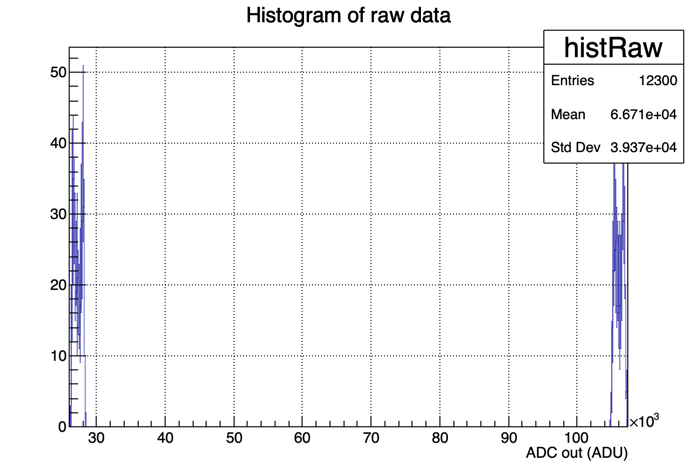 Histogram of raw data
histRaw
Entries 12300
Mean 6.671e+04
Std Dev 3.937e+04
50
40
30
20
10
0
30 40 50 60 70 80 90 100
×10³
ADC out (ADU)